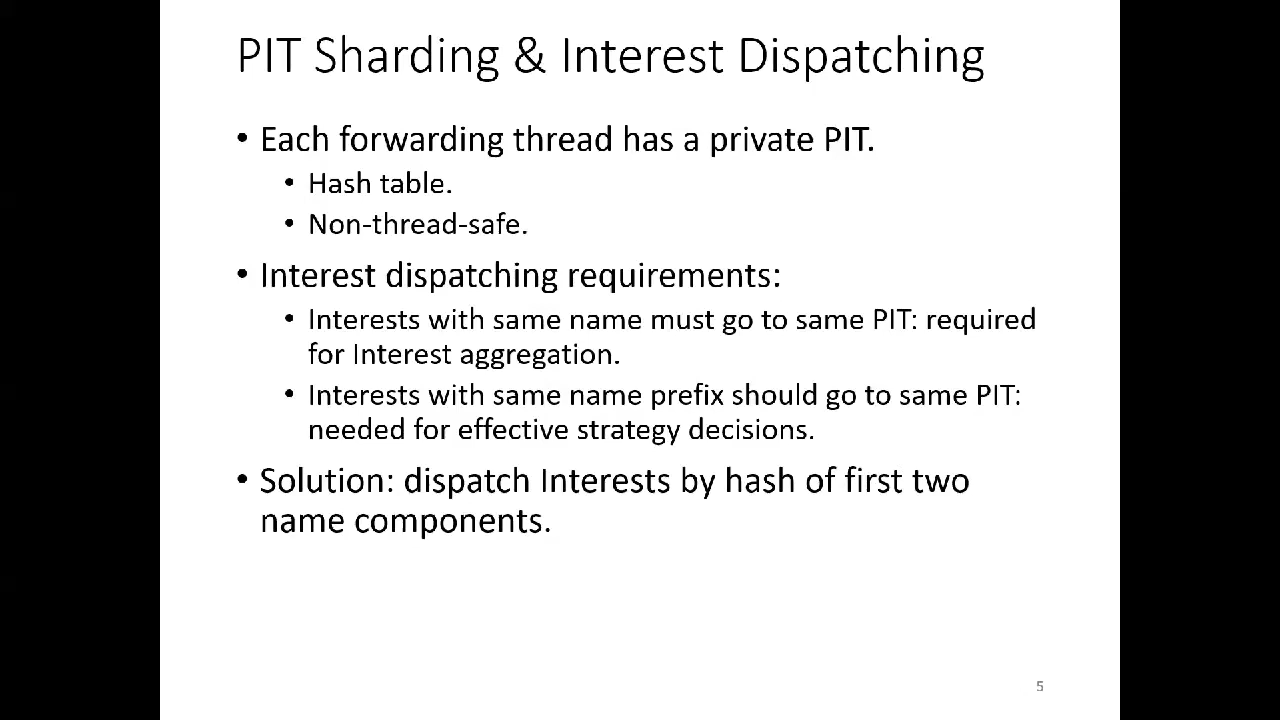 PIT Sharding & Interest Dispatching
• Each forwarding thread has a private PIT.
• Hash table.
• Non-thread-safe.
• Interest dispatching requirements:
• Interests with same name must go to same PIT: required
for Interest aggregation.
• Interests with same name prefix should go to same PIT:
needed for effective strategy decisions.
• Solution: dispatch Interests by hash of first two
name components.
5